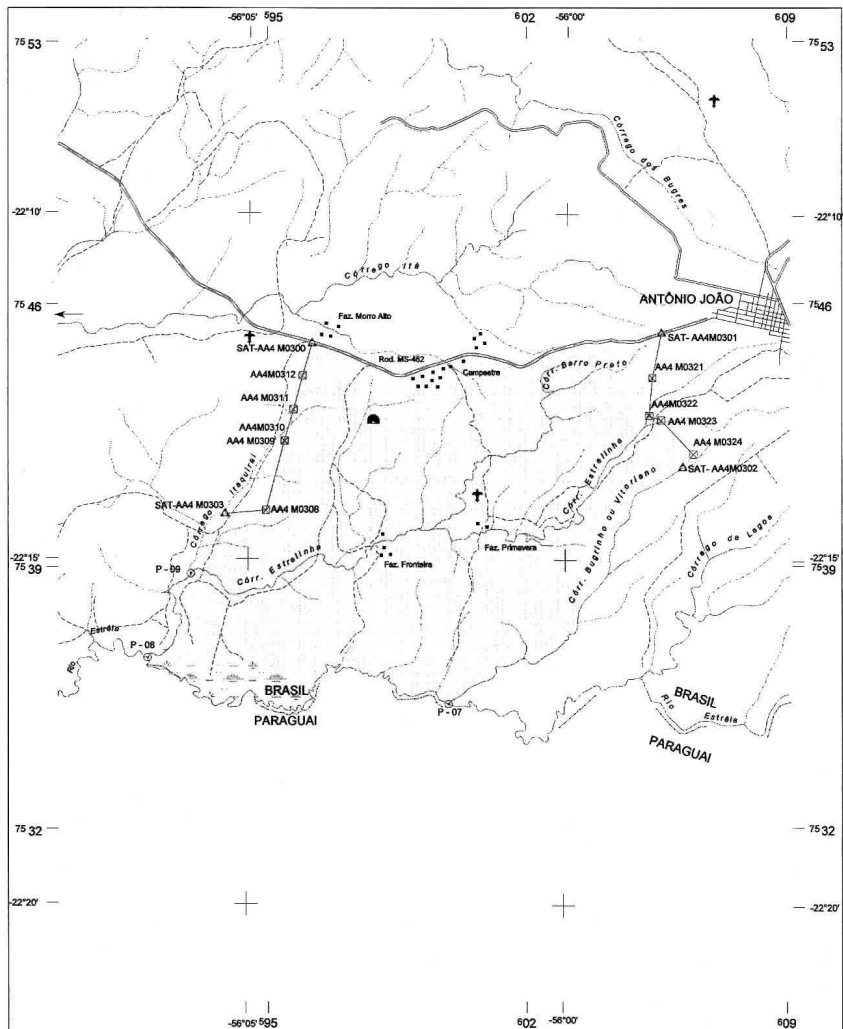 -56°05' 595 602 -56°00' 609
75 53 75 53
Córrego dos Bugres
-22°10' -22°10'
Córrego Itá
ANTÔNIO JOÃO
75 46 75 46
Faz. Morro Alto
SAT-AA4 M0300
SAT-AA4M0301
Rod. MS-462
Campestre
Córr. Barro Preto
AA4M0312
AA4 M0321
AA4 M0311
AA4M0322
AA4 M0323
AA4M0310
AA4 M0309
AA4 M0324
SAT- AA4M0302
Córrego Itaquiraí
Córr. Estrelinha
Córr. Bugrinho ou Vitoriano
SAT-AA4 M0303
AA4 M0308
Faz. Primavera
Córrego da Lagoa
-22°15' -22°15'
75 39 75 39
Córr. Estrelinha
Faz. Fronteira
P - 09
Rio Estrêla
P - 08
BRASIL
PARAGUAI
P - 07
BRASIL
Rio Estrêla
PARAGUAI
75 32 75 32
-22°20' -22°20'
-56°05' 595 602 -56°00' 609